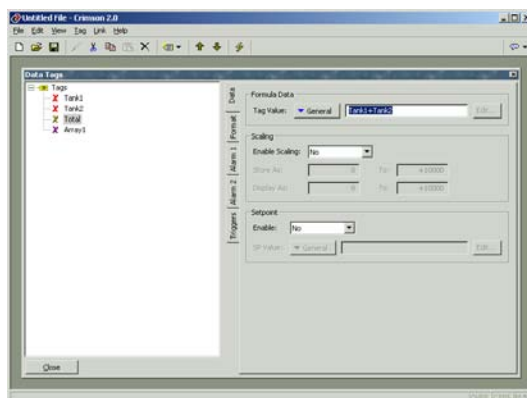 Untitled File - Crimson 2.0
File Edit View Tag Link Help
Data Tags
Tags
Tank1
Tank2
Total
Array1
Data
Format
Alarm 1
Alarm 2
Triggers
Formula Data
Tag Value: General Tank1+Tank2 Edit...
Scaling
Enable Scaling: No
Store As: 0 To: +10000
Display As: 0 To: +10000
Setpoint
Enable: No
SP Value: General Edit...
Close